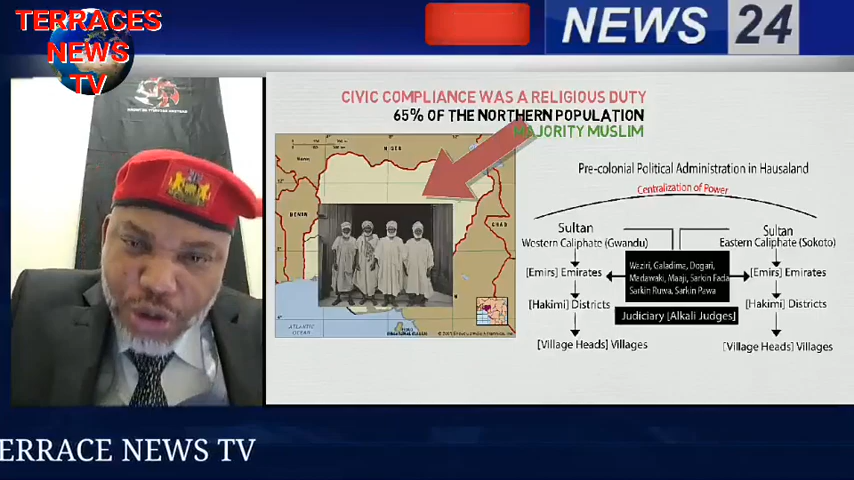 TERRACES
NEWS
TV
NEWS 24
CIVIC COMPLIANCE WAS A RELIGIOUS DUTY
65% OF THE NORTHERN POPULATION
MAJORITY MUSLIM
NIGER
BENIN
CHAD
ATLANTIC
OCEAN
Pre-colonial Political Administration in Hausaland
Centralization of Power
Sultan
Western Caliphate (Gwandu)
[Emirs] Emirates
[Hakimi] Districts
[Village Heads] Villages
Waziri, Galadima, Dogari,
Madawaki, Maaji, Sarkin Fada
Sarkin Ruwa, Sarkin Pawa
Judiciary [Alkali Judges]
Sultan
Eastern Caliphate (Sokoto)
[Emirs] Emirates
[Hakimi] Districts
[Village Heads] Villages
ERRACE NEWS TV